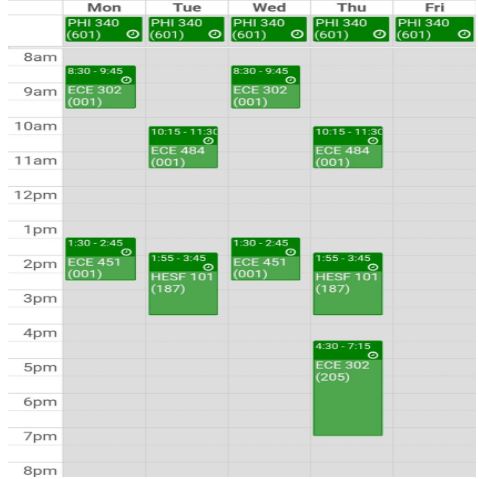 Mon Tue Wed Thu Fri
PHI 340 PHI 340 PHI 340 PHI 340 PHI 340
(601) (601) (601) (601) (601)
8am
8:30 - 9:45 8:30 - 9:45
9am ECE 302 ECE 302
(001) (001)
10am
10:15 - 11:30 10:15 - 11:30
ECE 484 ECE 484
11am (001) (001)
12pm
1pm
1:30 - 2:45 1:30 - 2:45
1:55 - 3:45 1:55 - 3:45
2pm ECE 451 ECE 451
(001) (001)
HESF 101 HESF 101
(187) (187)
3pm
4pm
4:30 - 7:15
5pm ECE 302
(205)
6pm
7pm
8pm